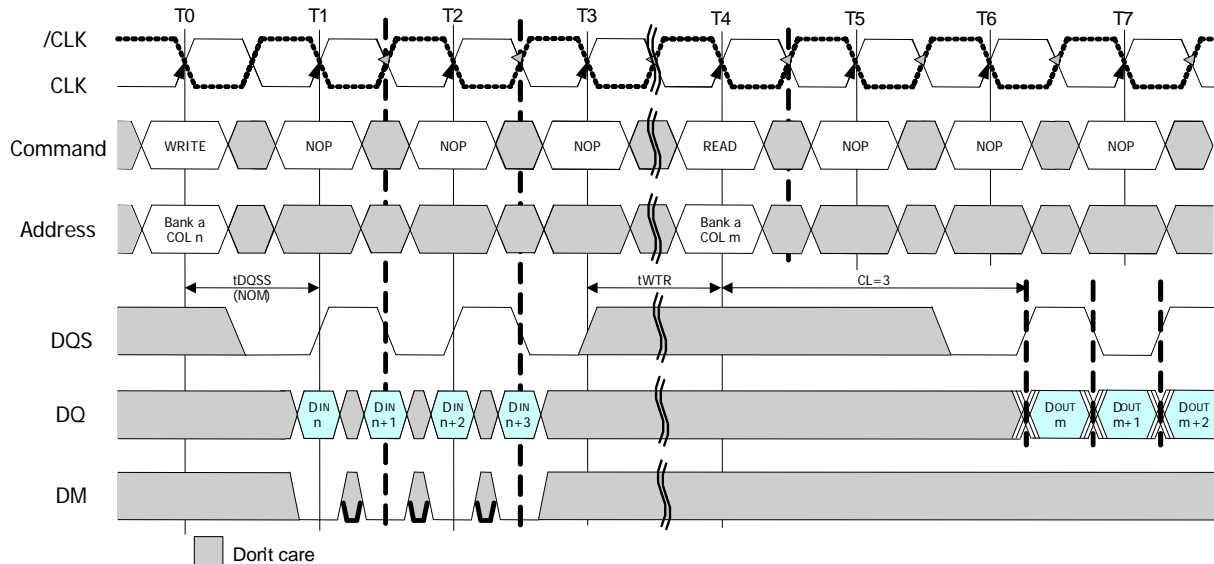 T0 T1 T2 T3 T4 T5 T6 T7
/CLK
CLK
Command WRITE NOP NOP NOP READ NOP NOP NOP
Address Bank a Bank a
COL n COL m
tDQSS tWTR CL=3
(NOM)
DQS
DQ DIN DIN DIN DIN DOUT DOUT DOUT
n n+1 n+2 n+3 m m+1 m+2
DM
Don't care